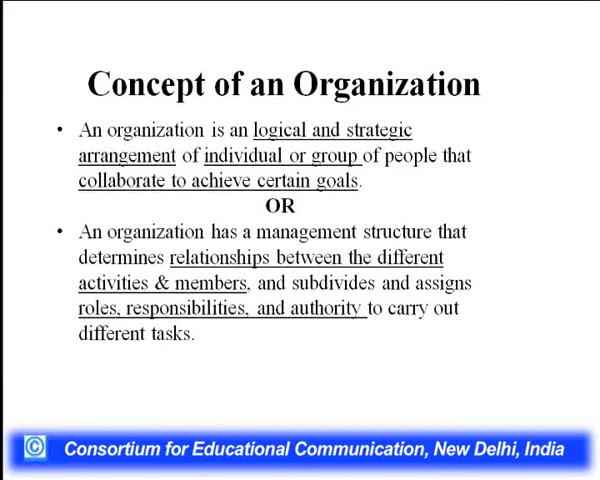 Concept of an Organization
• An organization is an logical and strategic
arrangement of individual or group of people that
collaborate to achieve certain goals.
OR
• An organization has a management structure that
determines relationships between the different
activities & members, and subdivides and assigns
roles, responsibilities, and authority to carry out
different tasks.
© Consortium for Educational Communication, New Delhi, India